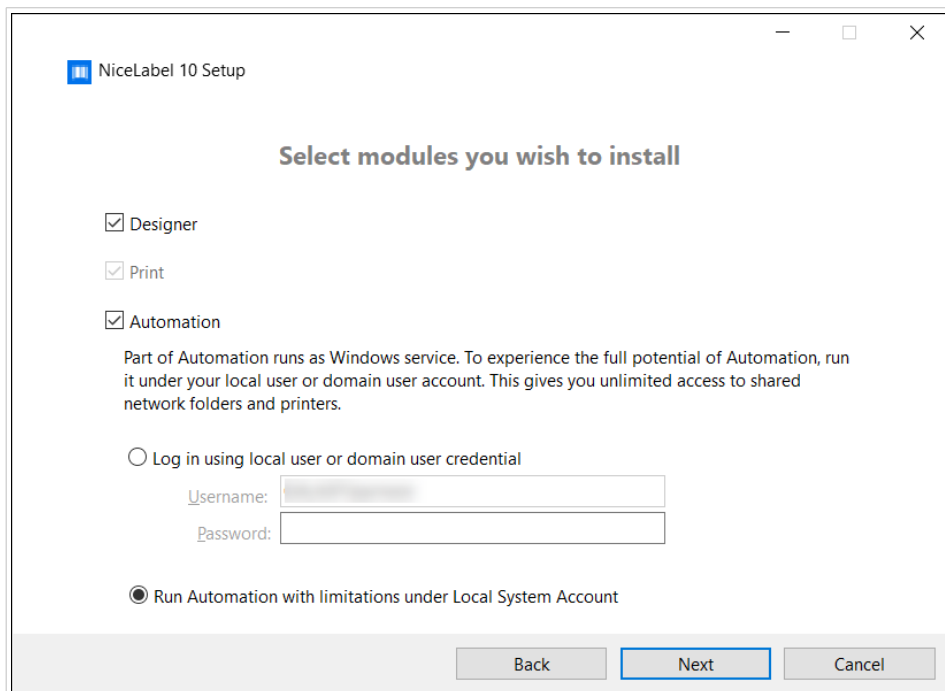 NiceLabel 10 Setup
Select modules you wish to install
Designer
Print
Automation
Part of Automation runs as Windows service. To experience the full potential of Automation, run
it under your local user or domain user account. This gives you unlimited access to shared
network folders and printers.
Log in using local user or domain user credential
Username:
Password:
Run Automation with limitations under Local System Account
Back
Next
Cancel